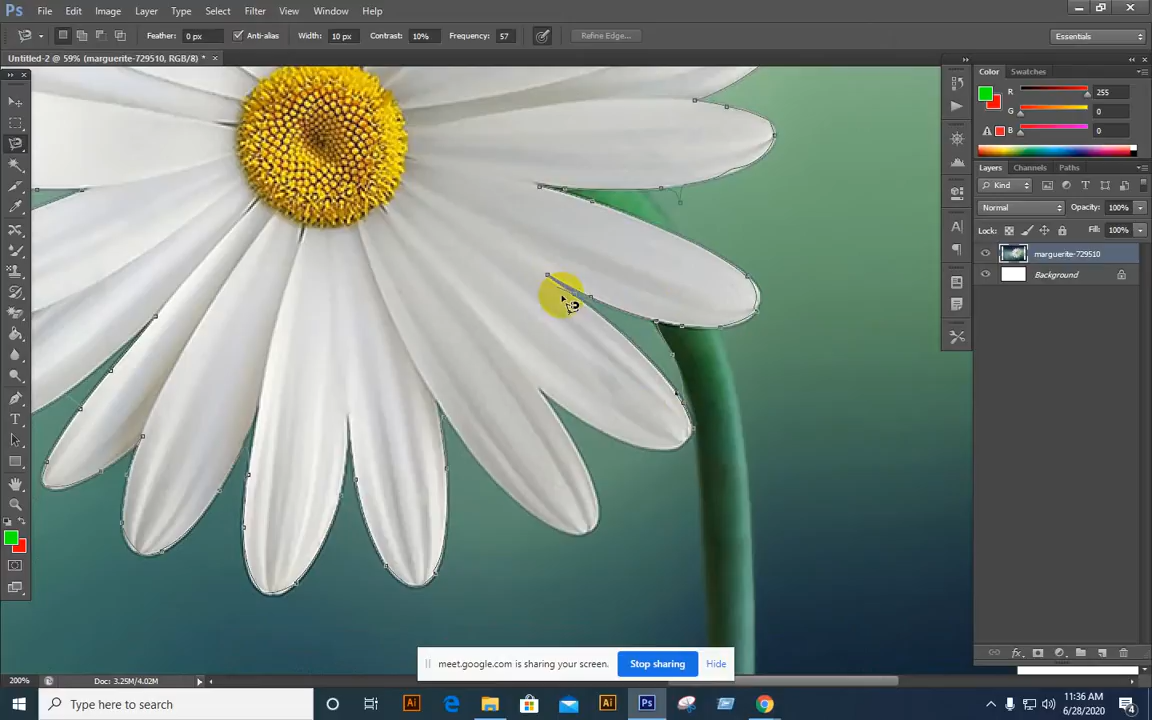 Ps File Edit Image Layer Type Select Filter View Window Help
Feather: 0 px Anti-alias Width: 10 px Contrast: 10% Frequency: 57 Refine Edge... Essentials
Untitled-2 @ 59% (marguerite-729510, RGB/8) *
Color Swatches
R 255
G 0
B 0
Layers Channels Paths
Kind
Normal Opacity: 100%
Lock: Fill: 100%
marguerite-729510
Background
meet.google.com is sharing your screen. Stop sharing Hide
200% Doc: 3.25M/4.02M
Type here to search
11:36 AM
6/28/2020
4